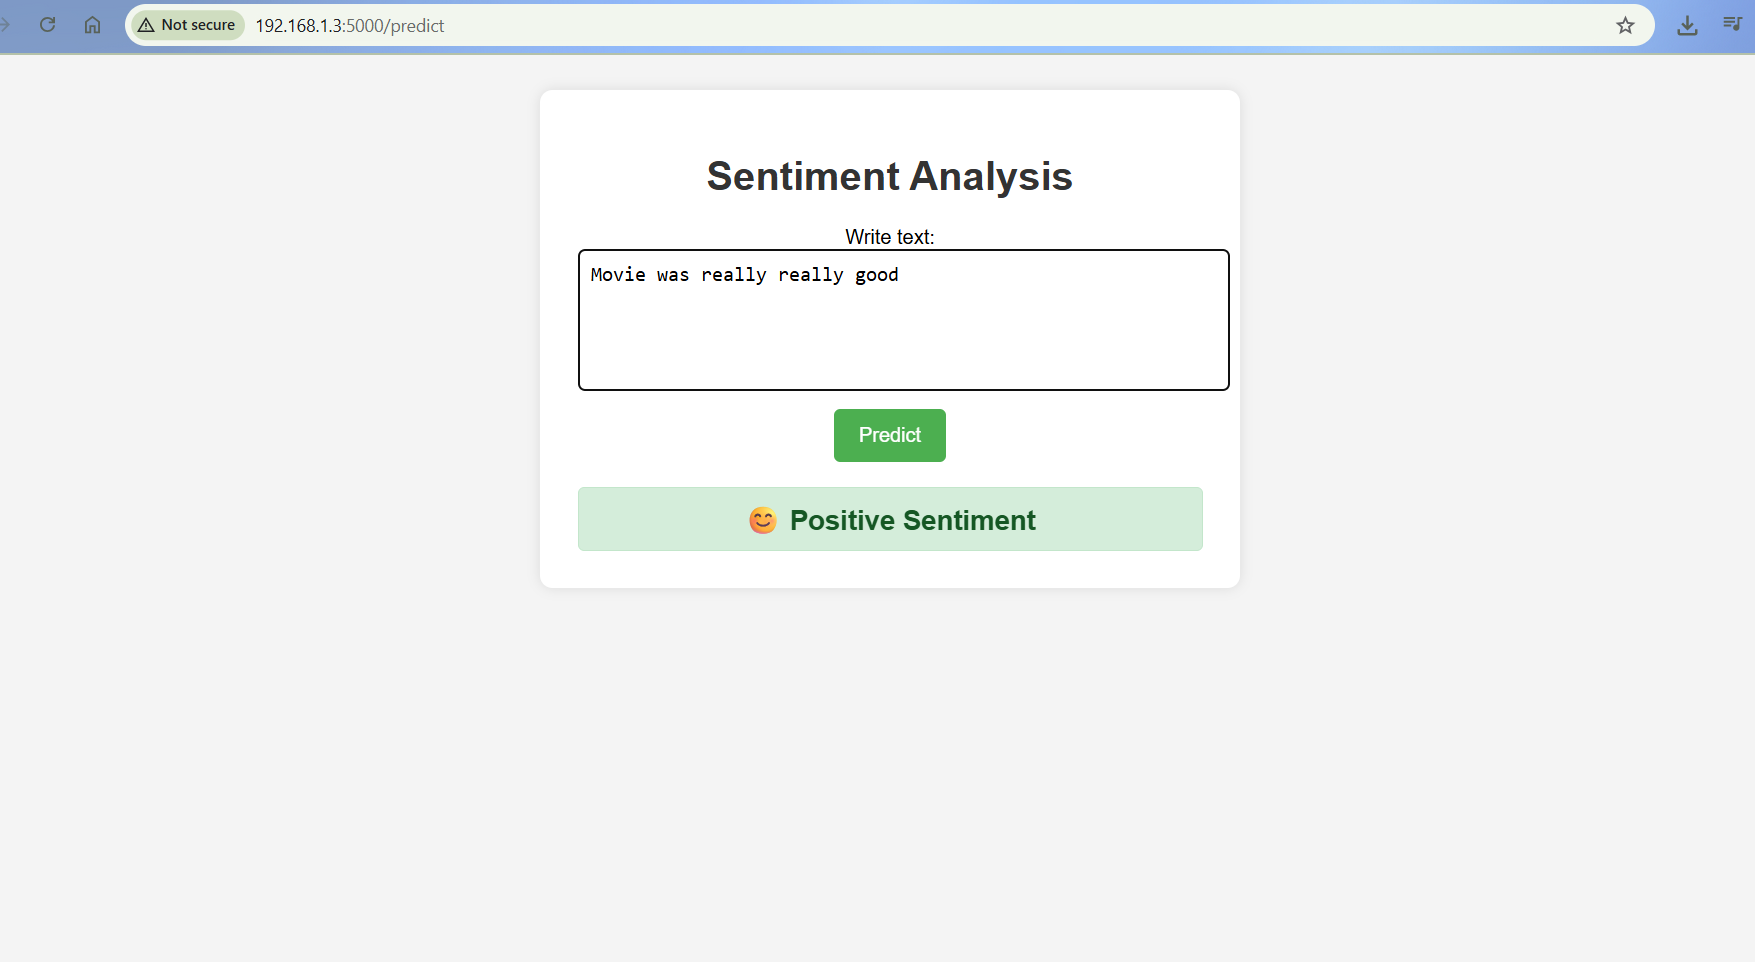 Not secure 192.168.1.3:5000/predict
Sentiment Analysis
Write text:
Movie was really really good
Predict
😊 Positive Sentiment